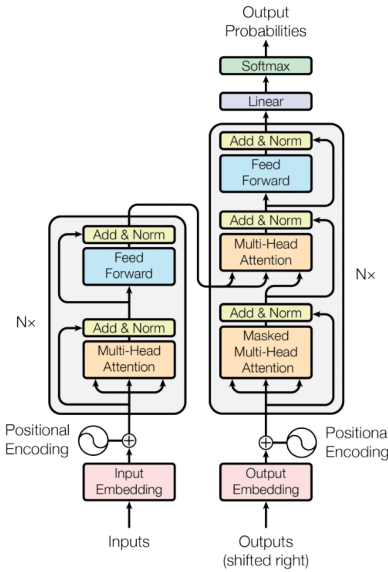 Output
Probabilities
Softmax
Linear
Add & Norm
Feed
Forward
Add & Norm
Multi-Head
Attention
Nx
Add & Norm
Masked
Multi-Head
Attention
Positiona
Encoding
Output
Embedding
Outputs
(shifted right)
Add & Norm
Feed
Forward
Nx
Add & Norm
Multi-Head
Attention
Positional
Encoding
Input
Embedding
Inputs